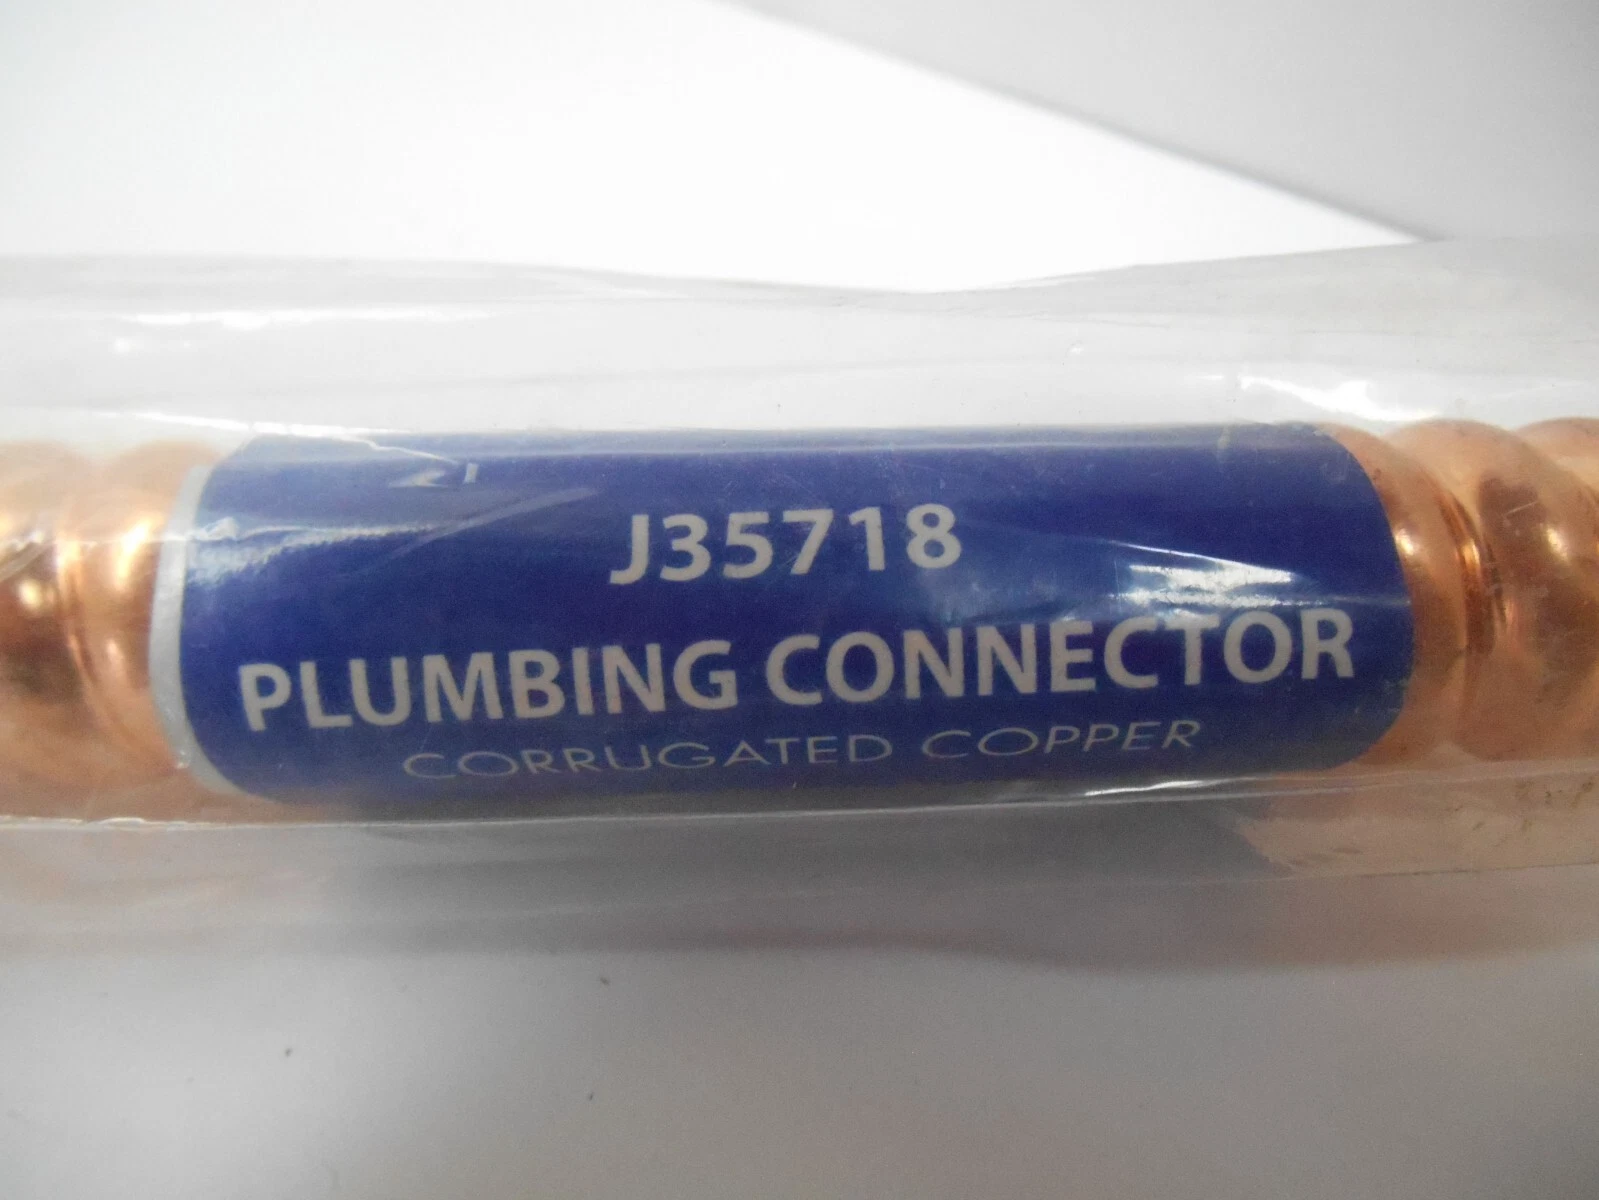 J35718
PLUMBING CONNECTOR
CORRUGATED COPPER